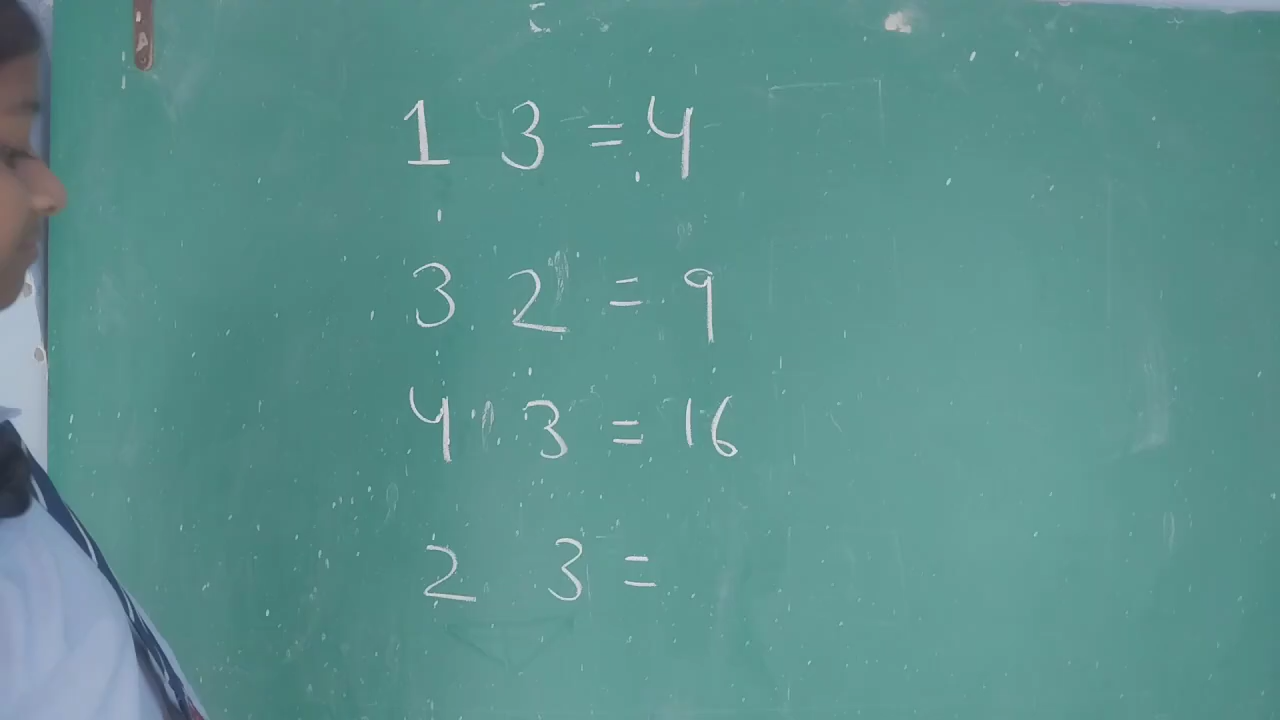 1 3 = 4
3 2 = 9
4 3 = 16
2 3 =